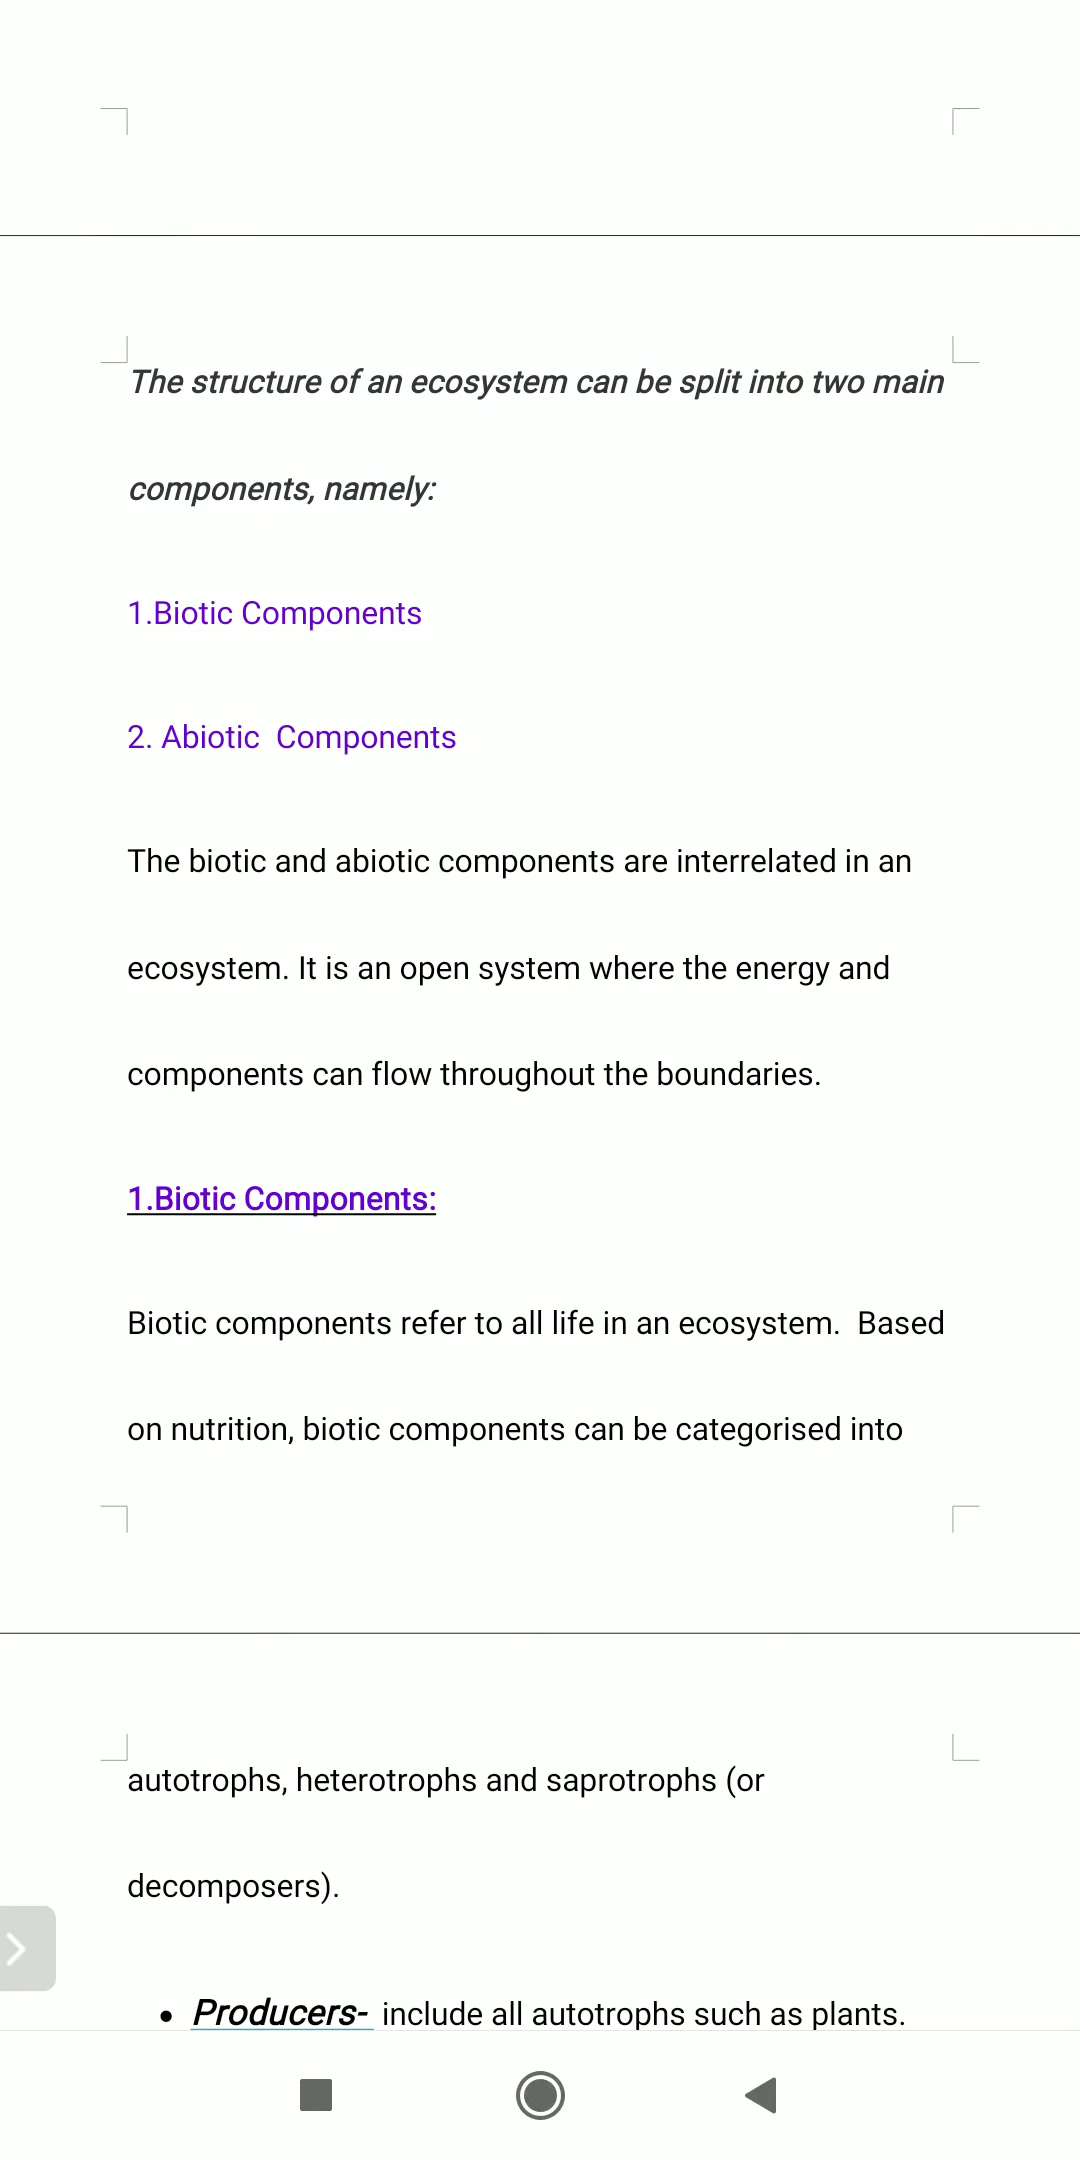 The structure of an ecosystem can be split into two main
components, namely:
1.Biotic Components
2. Abiotic  Components
The biotic and abiotic components are interrelated in an
ecosystem. It is an open system where the energy and
components can flow throughout the boundaries.
1.Biotic Components:
Biotic components refer to all life in an ecosystem.  Based
on nutrition, biotic components can be categorised into
autotrophs, heterotrophs and saprotrophs (or
decomposers).
• Producers- include all autotrophs such as plants.